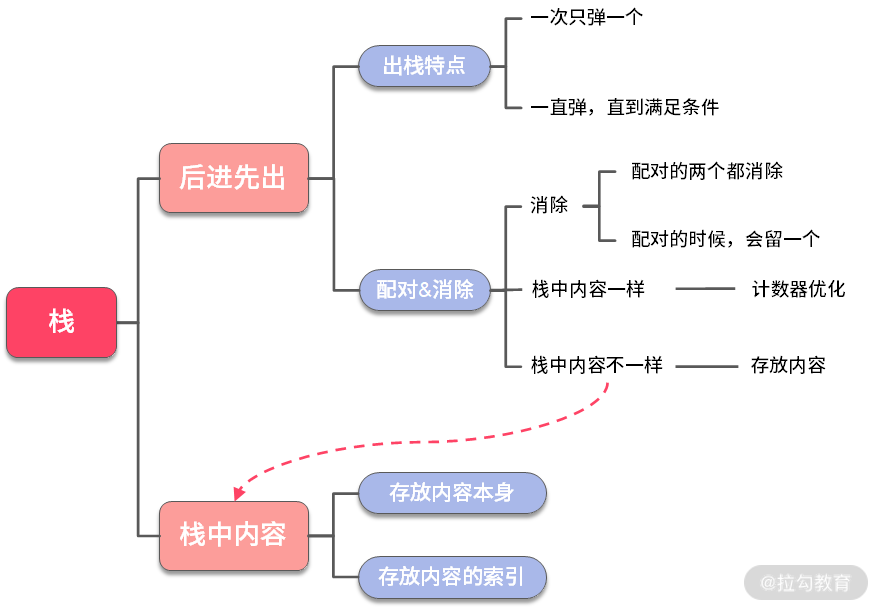 栈
后进先出
出栈特点
一次只弹一个
一直弹，直到满足条件
配对&消除
消除
配对的两个都消除
配对的时候，会留一个
栈中内容一样
计数器优化
栈中内容不一样
存放内容
栈中内容
存放内容本身
存放内容的索引
@拉勾教育